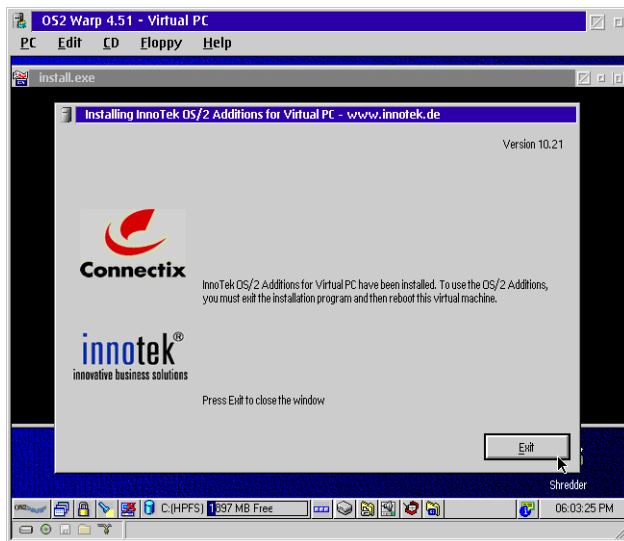 OS2 Warp 4.51 - Virtual PC
PC Edit CD Floppy Help
install.exe
Installing InnoTek OS/2 Additions for Virtual PC - www.innotek.de
Version 10.21
Connectix
InnoTek OS/2 Additions for Virtual PC have been installed. To use the OS/2 Additions,
you must exit the installation program and then reboot this virtual machine.
innotek®
innovative business solutions
Press Exit to close the window
Exit
Shredder
C:(HPFS) 1897 MB Free
06:03:25 PM